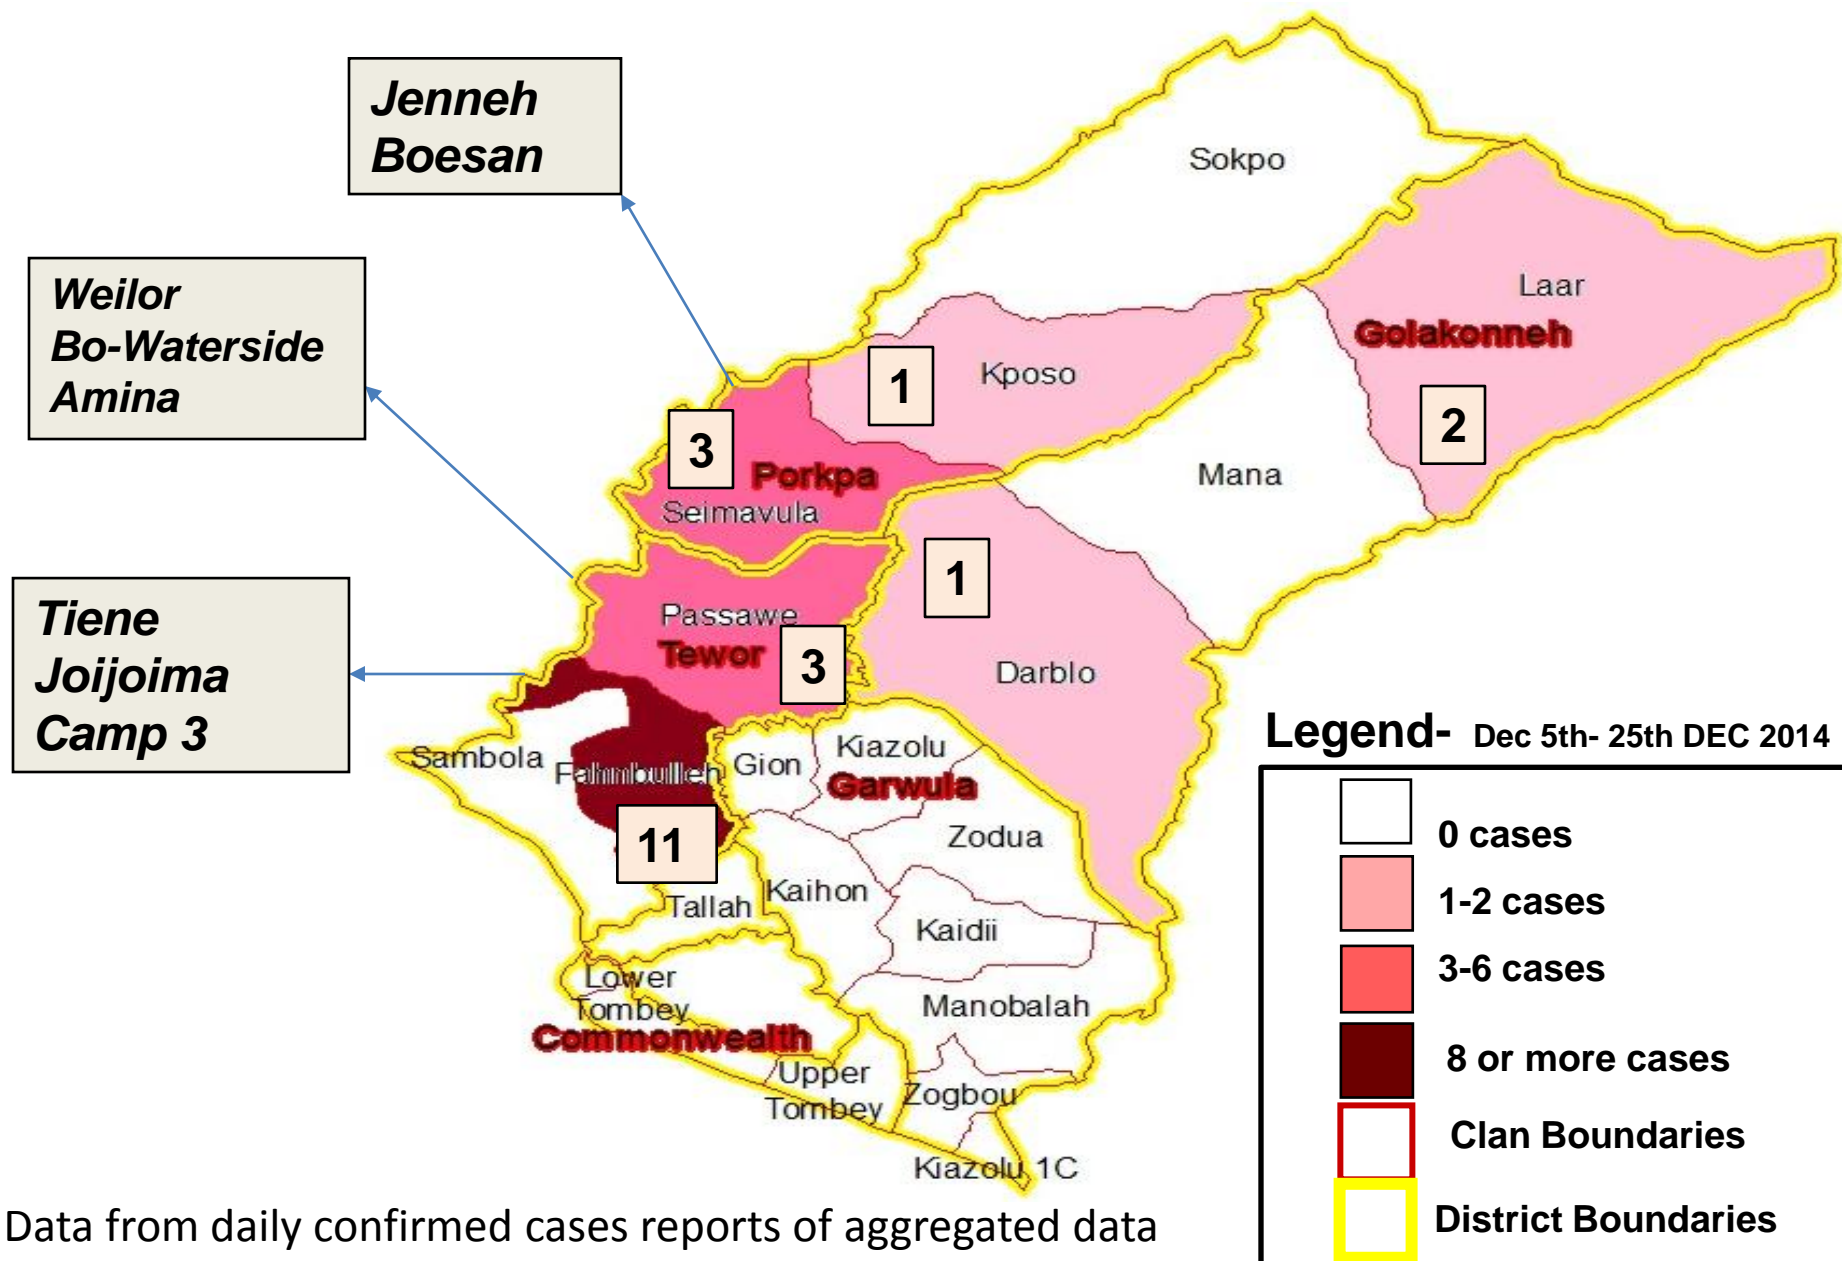 Jenneh
Boesan
Weilor
Bo-Waterside
Amina
Tiene
Joijoima
Camp 3
Sokpo
Laar
Golakonneh
2
Kposo
1
Mana
3
Porkpa
Seimavula
1
Darblo
Passawe
Tewor
3
Sambola
Fahnbulleh
11
Gion
Kiazolu
Garwula
Zodua
Kaihon
Tallah
Kaidii
Lower
Tombey
Commonwealth
Manobalah
Upper
Tombey
Zogbou
Kiazolu 1C
Legend- Dec 5th- 25th DEC 2014
0 cases
1-2 cases
3-6 cases
8 or more cases
Clan Boundaries
District Boundaries
Data from daily confirmed cases reports of aggregated data